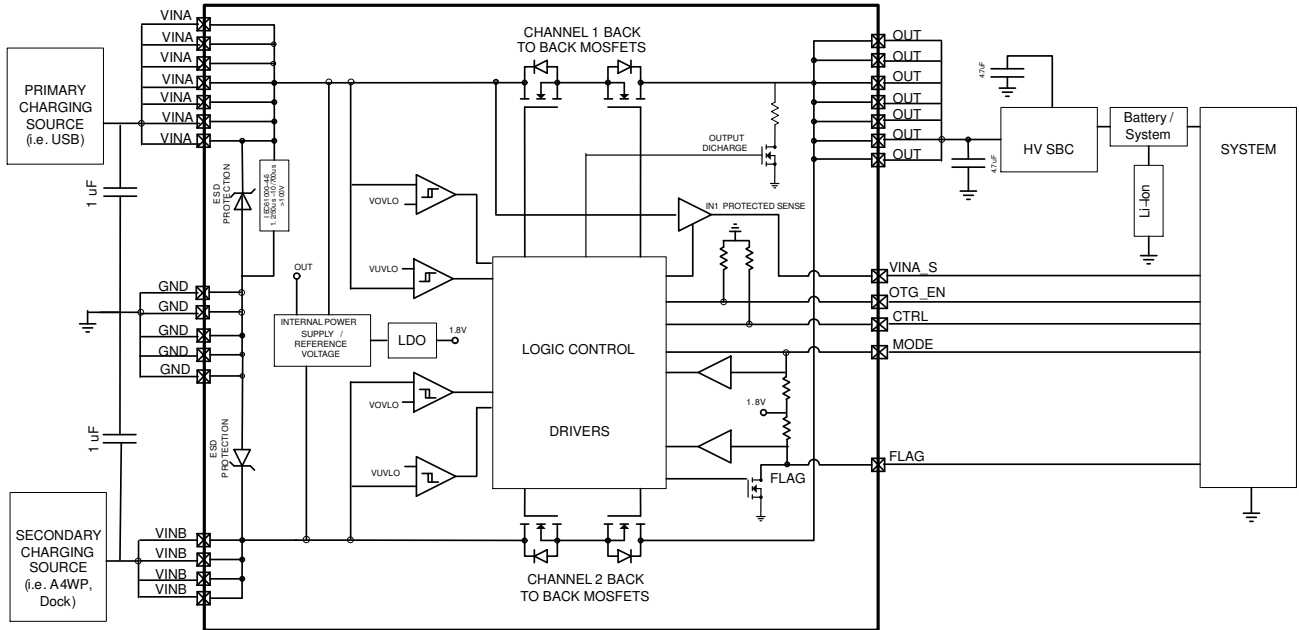 VINA
VINA
VINA
VINA
VINA
VINA
VINA
PRIMARY
CHARGING
SOURCE
(i.e. USB)
1 uF
ESD
PROTECTION
GND
GND
GND
GND
GND
1 uF
ESD
PROTECTION
SECONDARY
CHARGING
SOURCE
(i.e. A4WP,
Dock)
VINB
VINB
VINB
VINB
CHANNEL 1 BACK
TO BACK MOSFETS
OUTPUT
DICHARGE
IN1 PROTECTED SENSE
VOVLO
VUVLO
OUT
INTERNAL POWER
SUPPLY /
REFERENCE
VOLTAGE
LDO
1.8V
LOGIC CONTROL
DRIVERS
VOVLO
VUVLO
1.8V
FLAG
CHANNEL 2 BACK
TO BACK MOSFETS
OUT
OUT
OUT
OUT
OUT
OUT
OUT
4.7uF
4.7uF
HV SBC
Battery /
System
Li-Ion
SYSTEM
VINA_S
OTG_EN
CTRL
MODE
FLAG